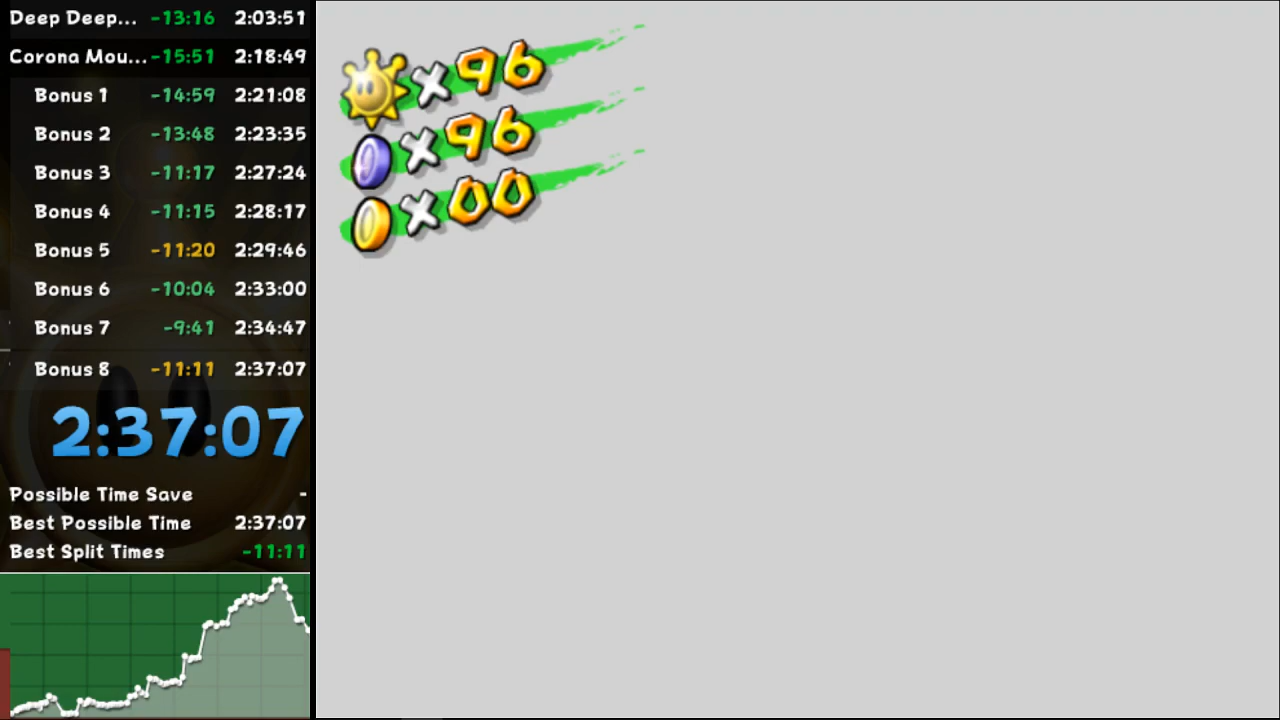 Deep Deep... -13:16 2:03:51
Corona Mou... -15:51 2:18:49
Bonus 1 -14:59 2:21:08
Bonus 2 -13:48 2:23:35
Bonus 3 -11:17 2:27:24
Bonus 4 -11:15 2:28:17
Bonus 5 -11:20 2:29:46
Bonus 6 -10:04 2:33:00
Bonus 7 -9:41 2:34:47
Bonus 8 -11:11 2:37:07
2:37:07
Possible Time Save -
Best Possible Time 2:37:07
Best Split Times -11:11
×96
×96
×00